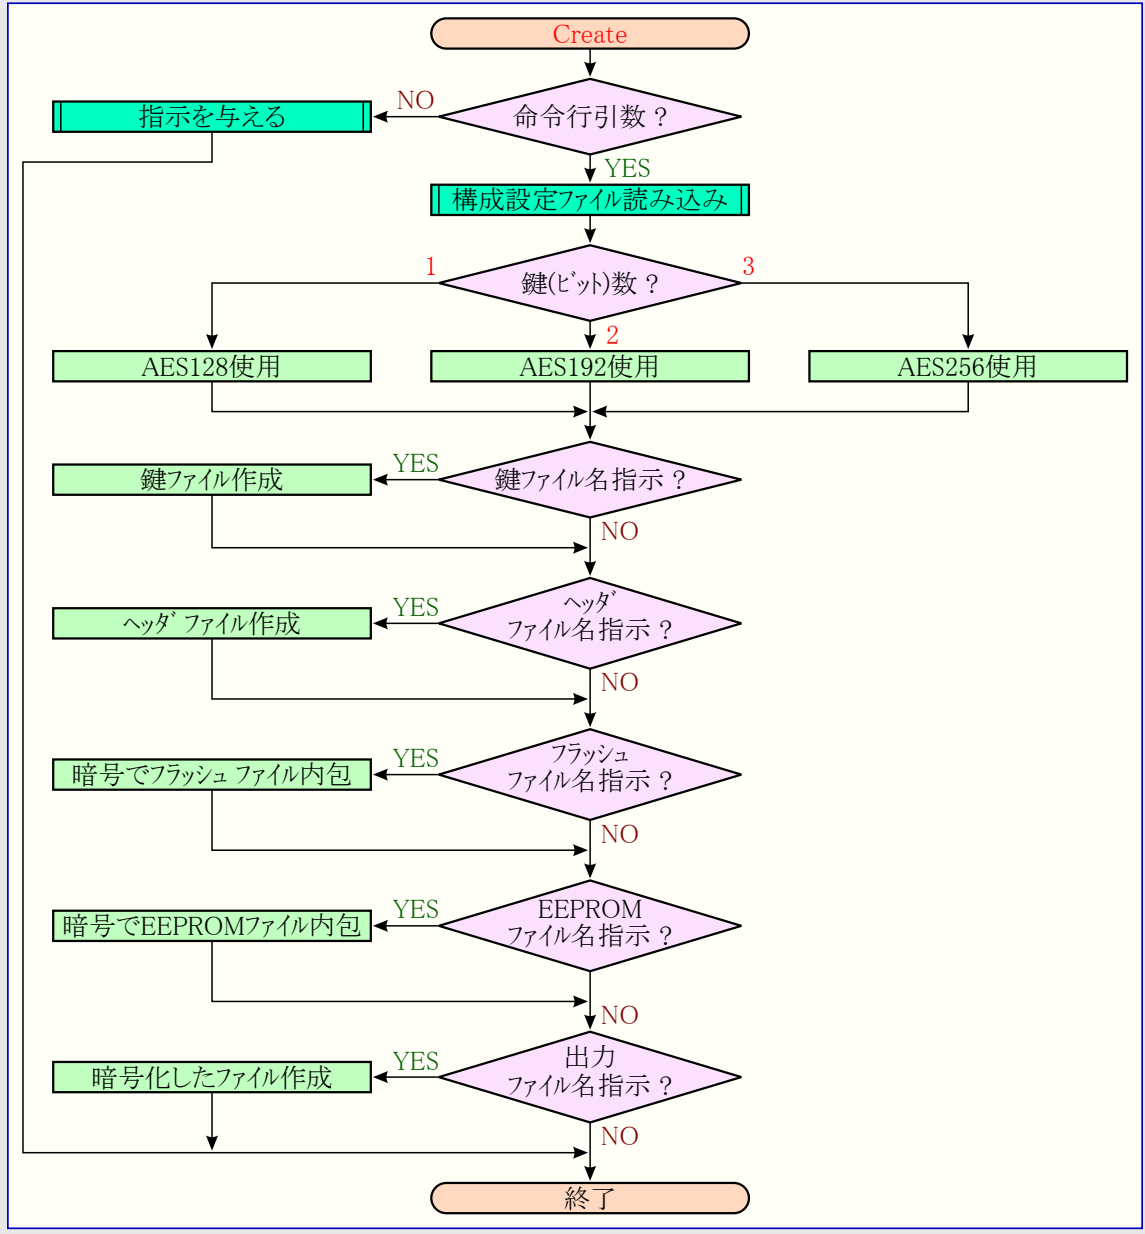 Create
命令行引数 ?
NO
指示を与える
YES
構成設定ファイル読み込み
鍵(ビット)数 ?
1
2
3
AES128使用
AES192使用
AES256使用
鍵ファイル名指示 ?
YES
鍵ファイル作成
NO
ヘッダ
ファイル名指示 ?
YES
ヘッダ ファイル作成
NO
フラッシュ
ファイル名指示 ?
YES
暗号でフラッシュ ファイル内包
NO
EEPROM
ファイル名指示 ?
YES
暗号でEEPROMファイル内包
NO
出力
ファイル名指示 ?
YES
暗号化したファイル作成
NO
終了